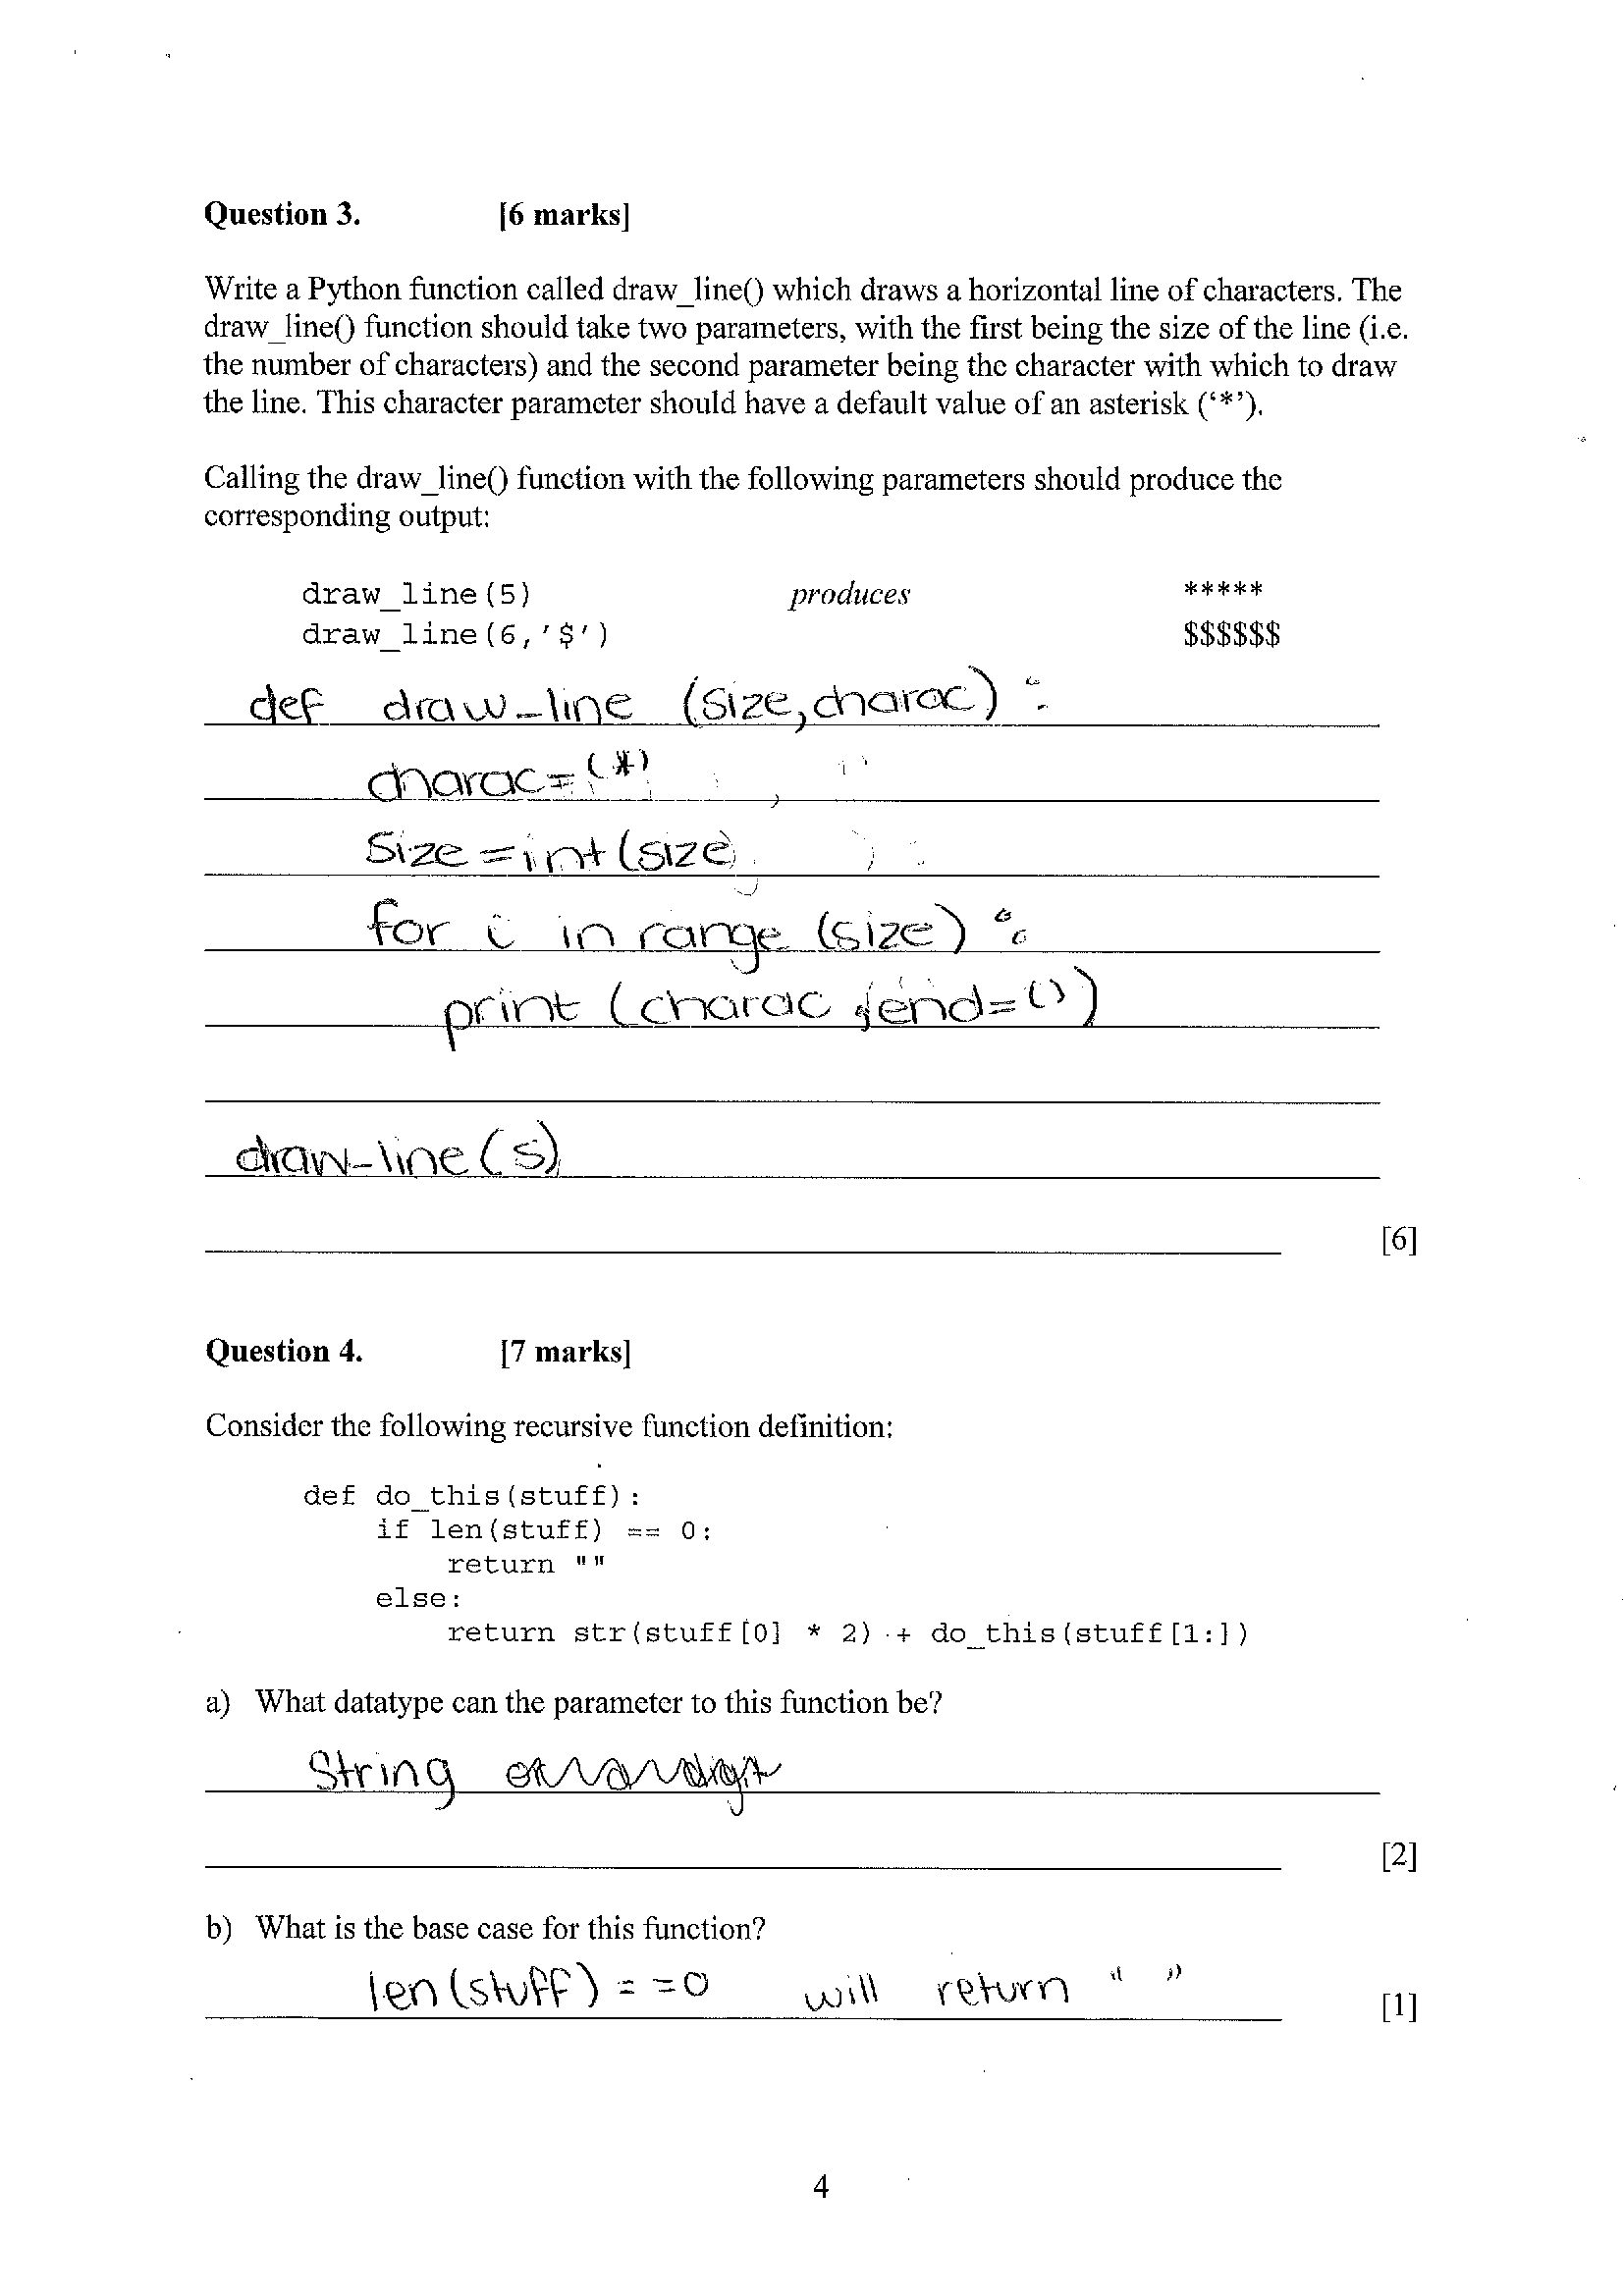 Question 3. [6 marks]
Write a Python function called draw_line() which draws a horizontal line of characters. The
draw_line() function should take two parameters, with the first being the size of the line (i.e.
the number of characters) and the second parameter being the character with which to draw
the line. This character parameter should have a default value of an asterisk (‘*’).
Calling the draw_line() function with the following parameters should produce the
corresponding output:
draw_line(5) produces *****
draw_line(6,'$') $$$$$$
def draw_line (size, charac) :
charac = '*'
Size = int(size)
for i in range (size) :
print (charac, end='')
draw_line(5)
[6]
Question 4. [7 marks]
Consider the following recursive function definition:
def do_this(stuff):
if len(stuff) == 0:
return ""
else:
return str(stuff[0] * 2) + do_this(stuff[1:])
a) What datatype can the parameter to this function be?
String
[2]
b) What is the base case for this function?
len(stuff) == 0 will return " "
[1]
4